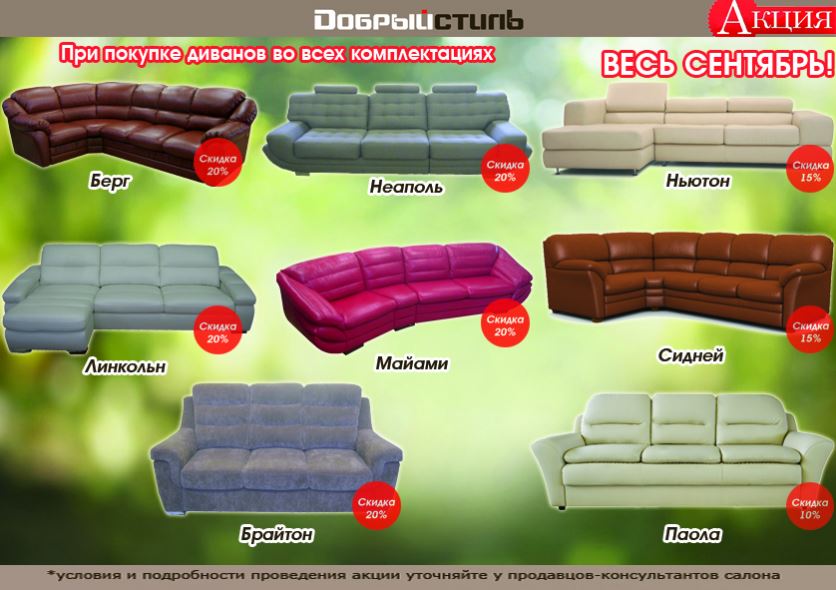 Добрыйстиль
Акция
При покупке диванов во всех комплектациях
ВЕСЬ СЕНТЯБРЬ!
Скидка
20%
Берг
Скидка
20%
Неаполь
Скидка
15%
Ньютон
Скидка
20%
Линкольн
Скидка
20%
Майами
Скидка
15%
Сидней
Скидка
20%
Брайтон
Скидка
10%
Паола
*условия и подробности проведения акции уточняйте у продавцов-консультантов салона